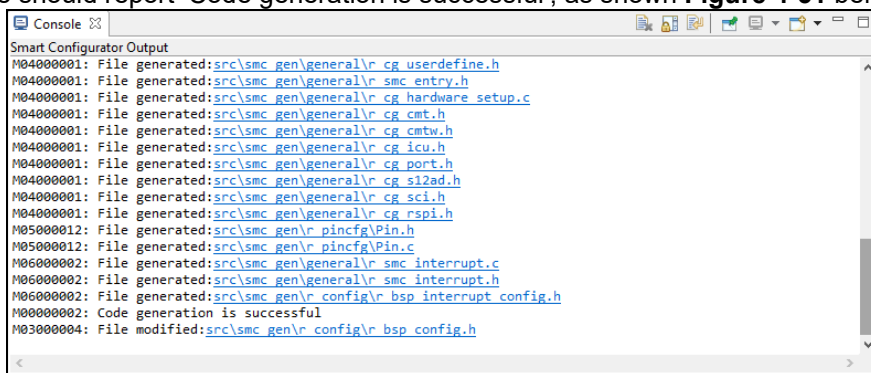 should report 'Code generation is successful', as shown Figure 4-31
Console
Smart Configurator Output
M04000001: File generated:src\smc_gen\general\r_cg_userdefine.h
M04000001: File generated:src\smc_gen\general\r_smc_entry.h
M04000001: File generated:src\smc_gen\general\r_cg_hardware_setup.c
M04000001: File generated:src\smc_gen\general\r_cg_cmt.h
M04000001: File generated:src\smc_gen\general\r_cg_cmtw.h
M04000001: File generated:src\smc_gen\general\r_cg_icu.h
M04000001: File generated:src\smc_gen\general\r_cg_port.h
M04000001: File generated:src\smc_gen\general\r_cg_s12ad.h
M04000001: File generated:src\smc_gen\general\r_cg_sci.h
M04000001: File generated:src\smc_gen\general\r_cg_rspi.h
M05000012: File generated:src\smc_gen\r_pincfg\Pin.h
M05000012: File generated:src\smc_gen\r_pincfg\Pin.c
M06000002: File generated:src\smc_gen\general\r_smc_interrupt.c
M06000002: File generated:src\smc_gen\general\r_smc_interrupt.h
M06000002: File generated:src\smc_gen\r_config\r_bsp_interrupt_config.h
M00000002: Code generation is successful
M03000004: File modified:src\smc_gen\r_config\r_bsp_config.h